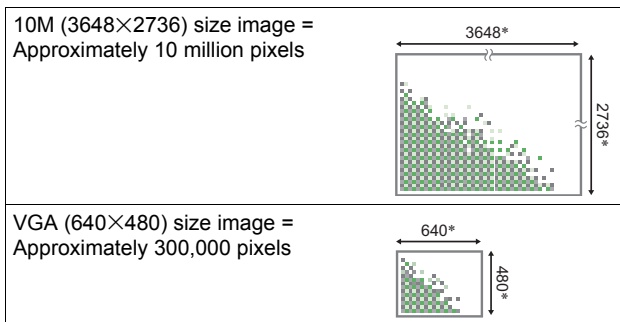 10M (3648×2736) size image =
Approximately 10 million pixels
3648*
2736*
VGA (640×480) size image =
Approximately 300,000 pixels
640*
480*